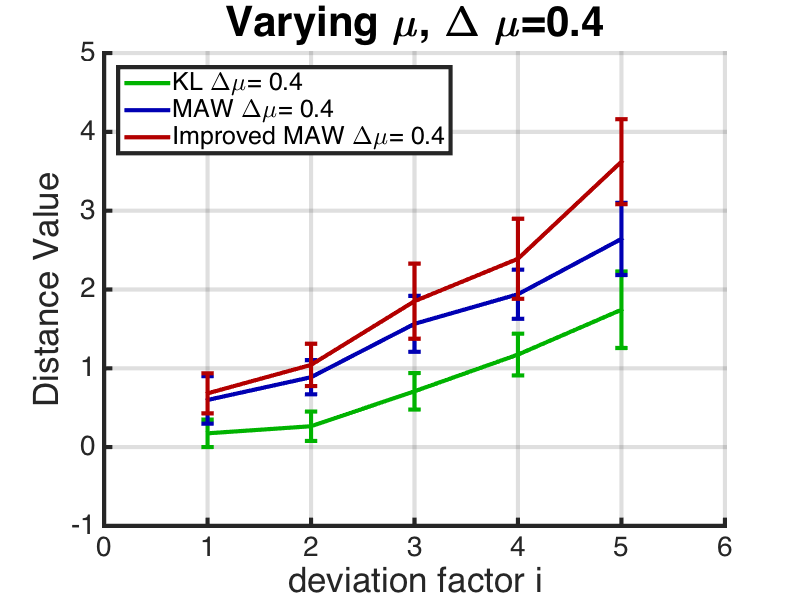 Varying μ, Δ μ=0.4
5
4
3
2
1
0
-1
KL Δμ= 0.4
MAW Δμ= 0.4
Improved MAW Δμ= 0.4
Distance Value
0 1 2 3 4 5 6
deviation factor i